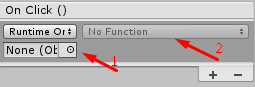 On Click ()
Runtime Or No Function
None (Ob
1
2
+ −